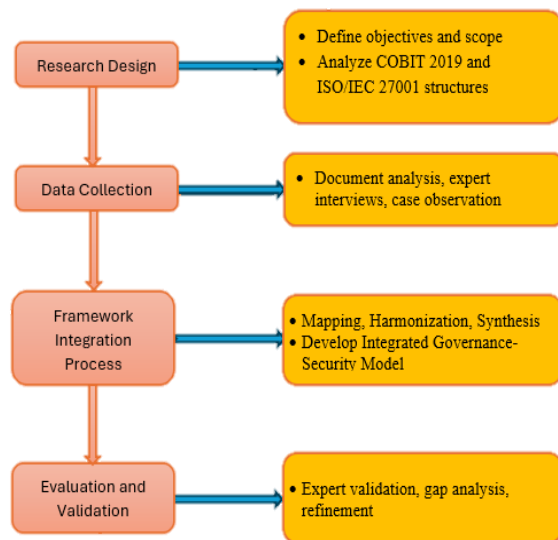 Research Design
• Define objectives and scope
• Analyze COBIT 2019 and
ISO/IEC 27001 structures
Data Collection
• Document analysis, expert
interviews, case observation
Framework
Integration
Process
• Mapping, Harmonization, Synthesis
• Develop Integrated Governance-
Security Model
Evaluation and
Validation
• Expert validation, gap analysis,
refinement